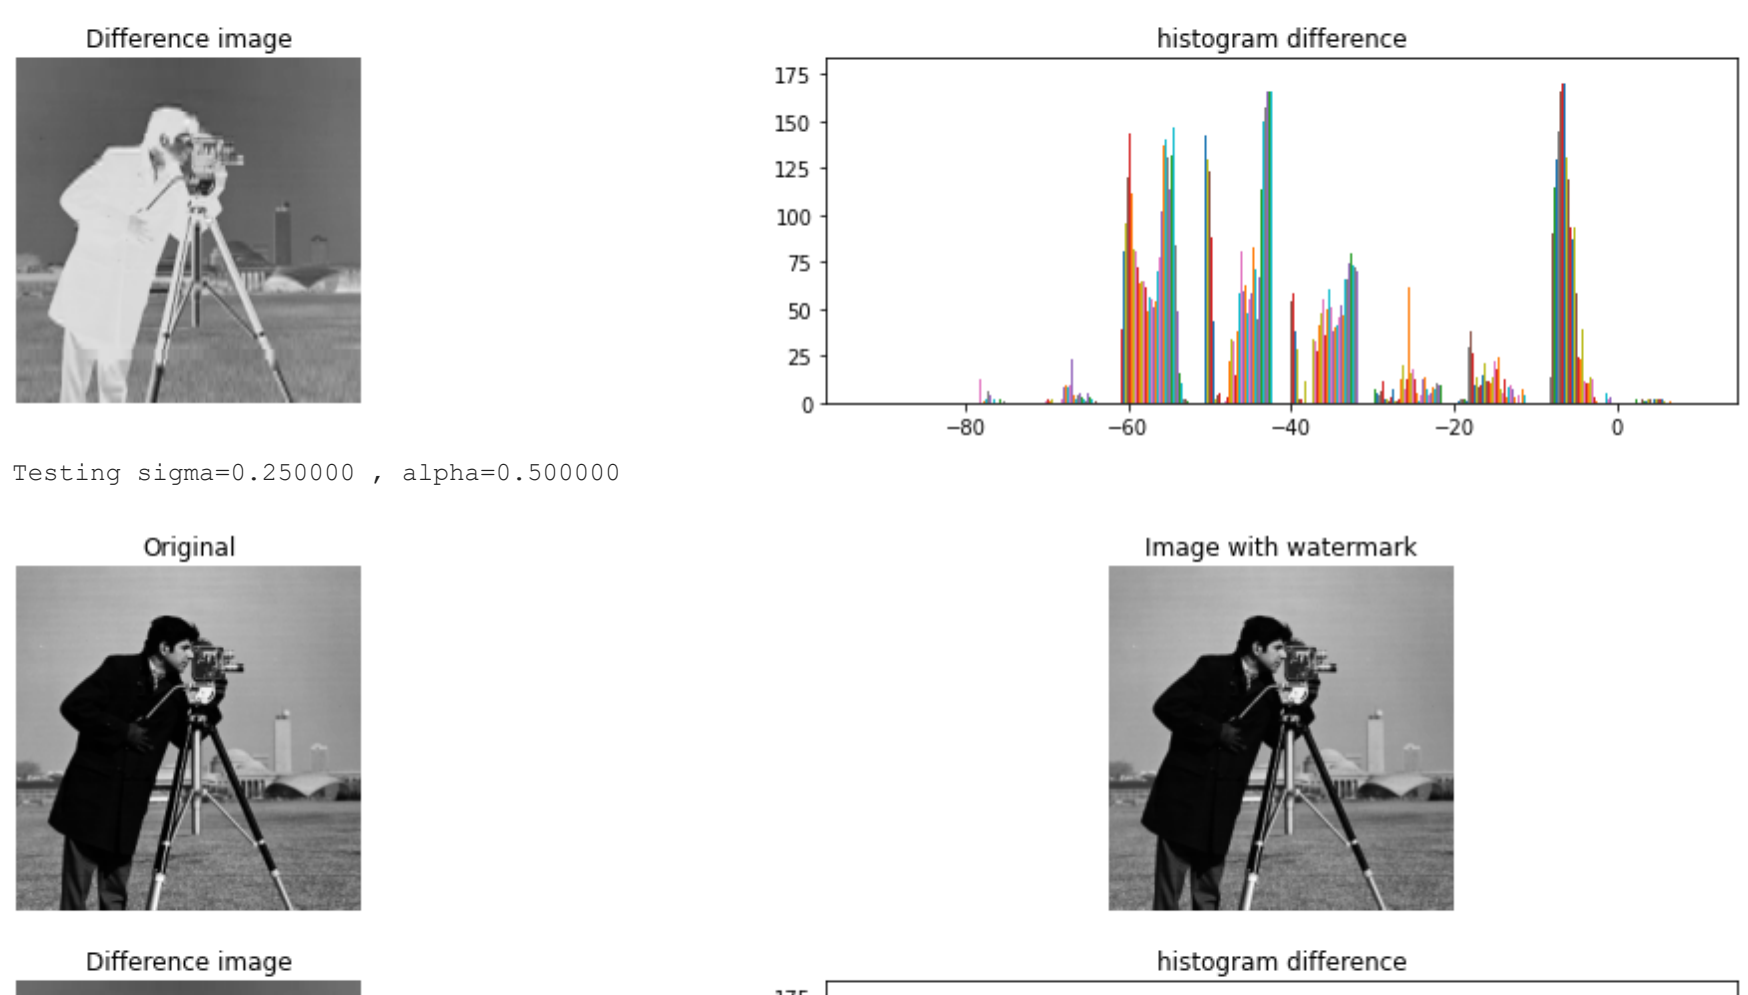 Difference image
histogram difference
175
150
125
100
75
50
25
0
−80 −60 −40 −20 0
Testing sigma=0.250000 , alpha=0.500000
Original
Image with watermark
Difference image
histogram difference
175